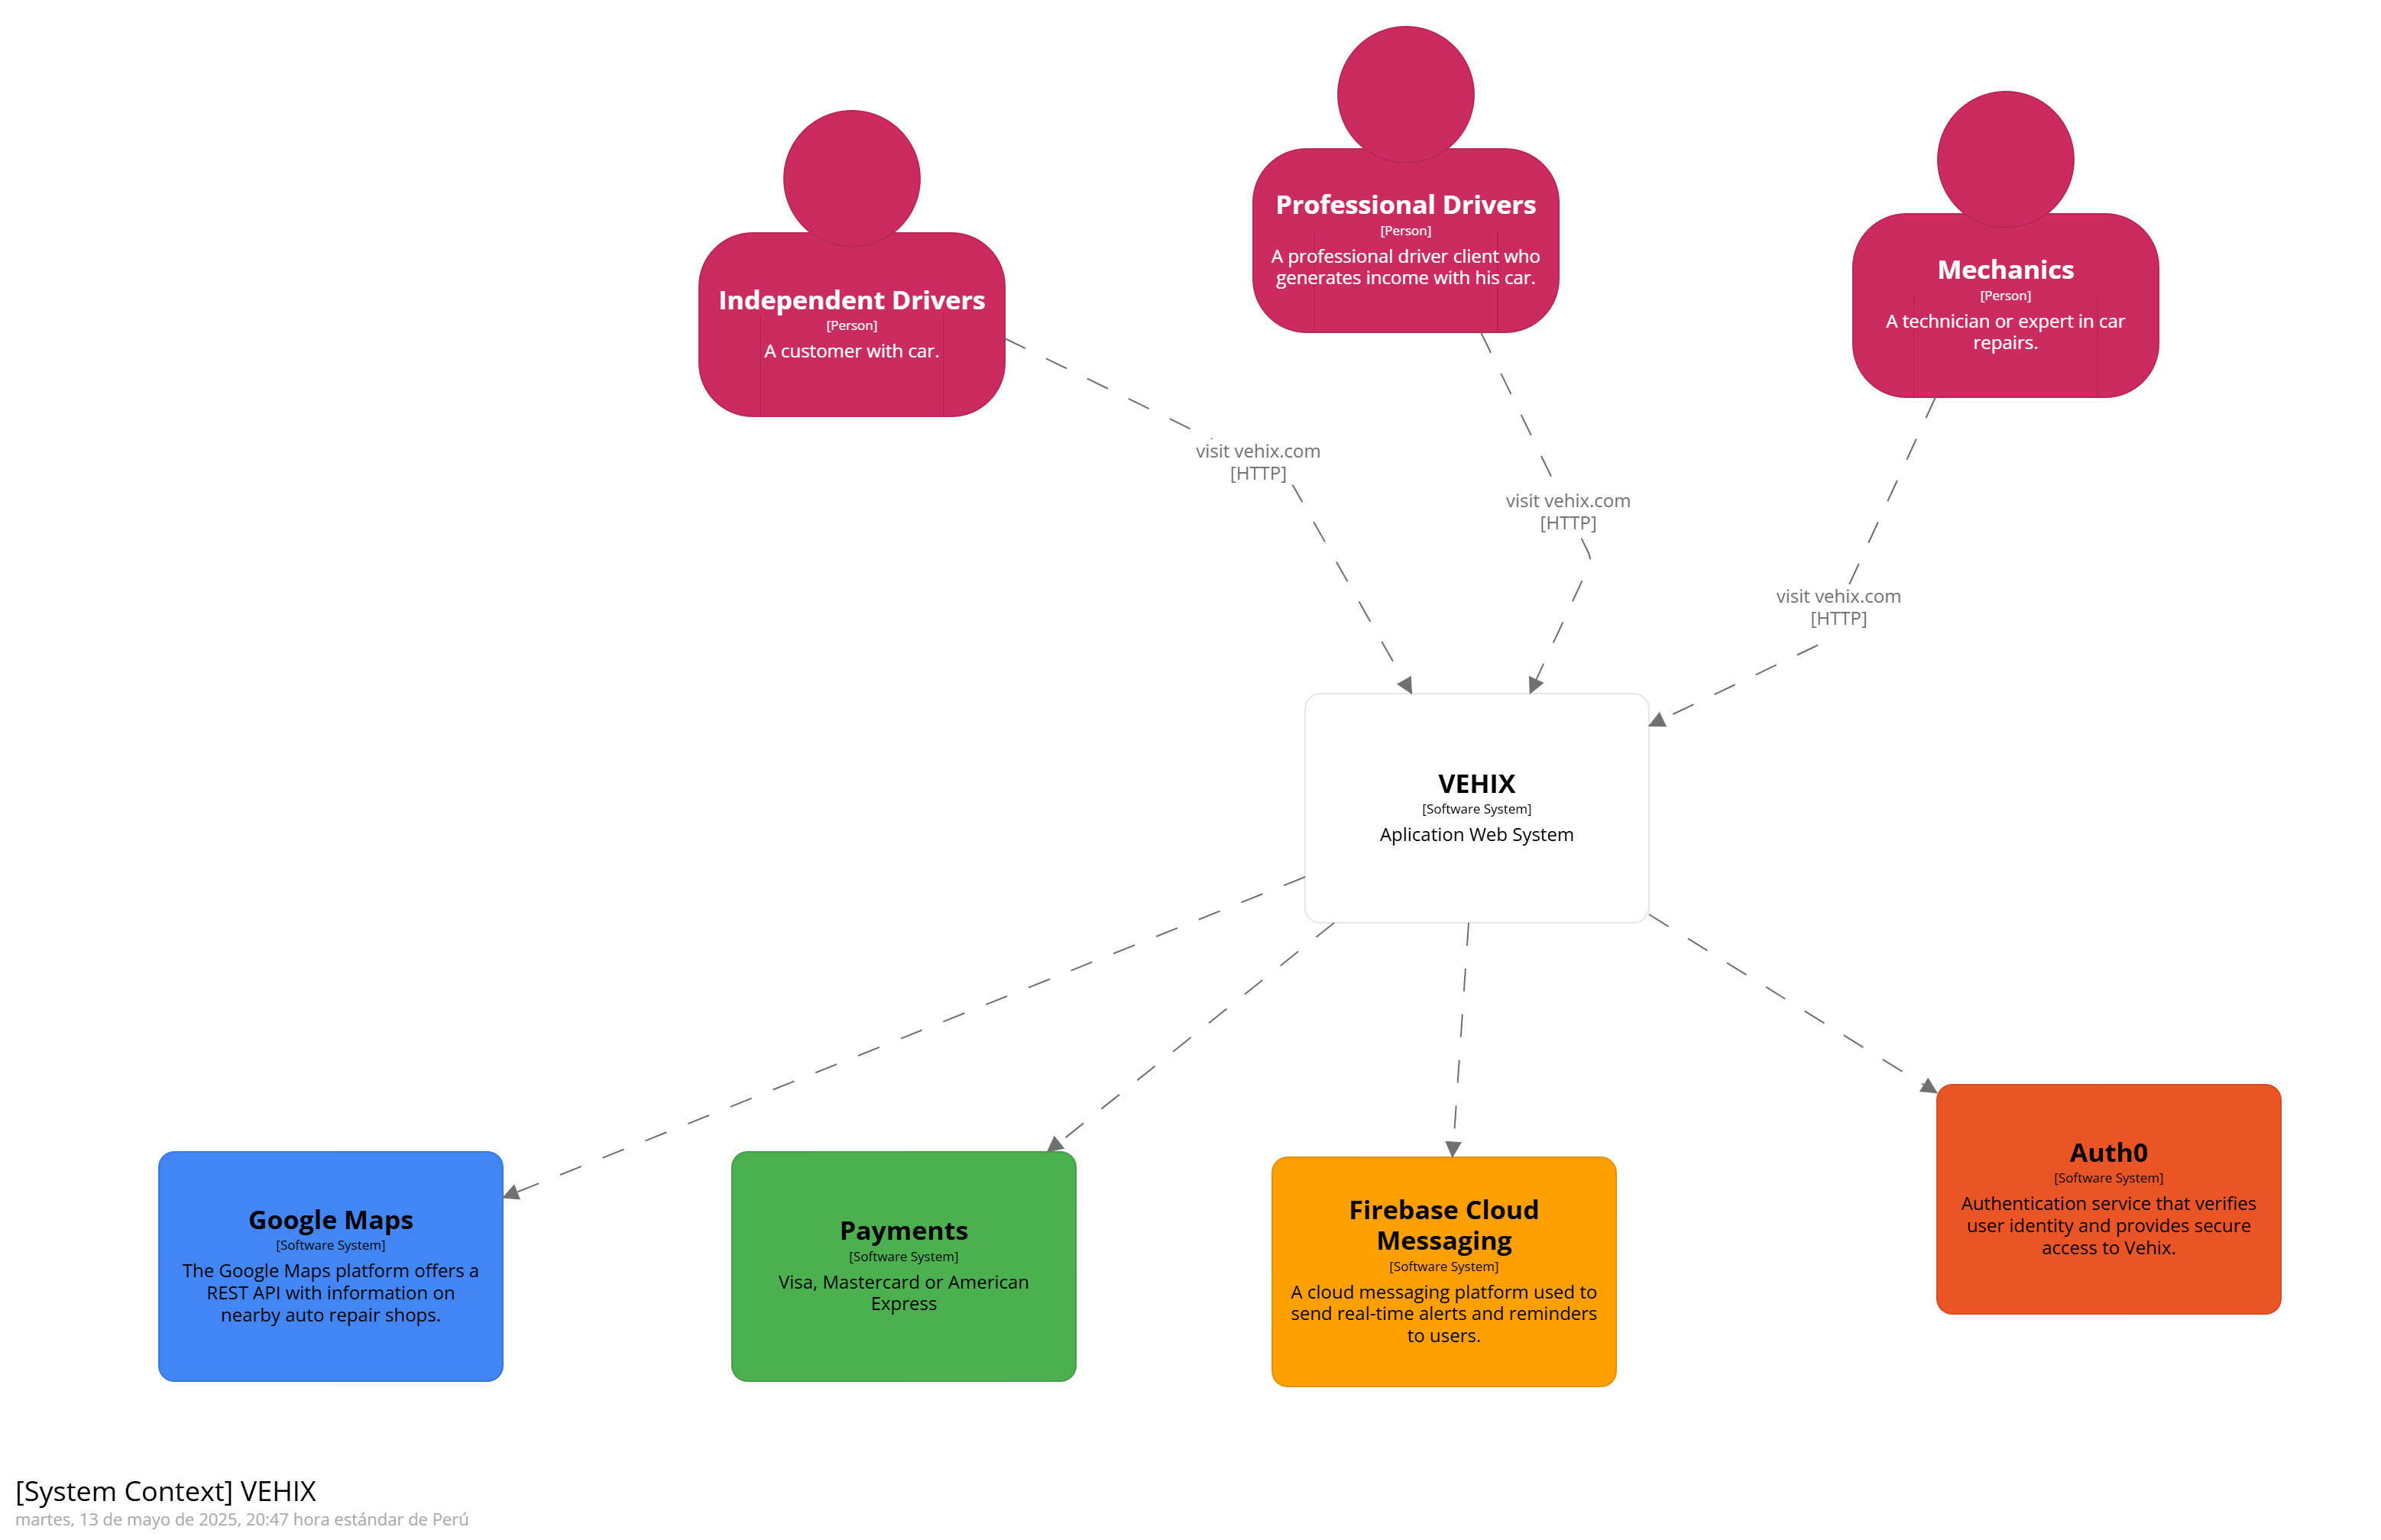 Independent Drivers
[Person]
A customer with car.
Professional Drivers
[Person]
A professional driver client who
generates income with his car.
Mechanics
[Person]
A technician or expert in car
repairs.
visit vehix.com
[HTTP]
visit vehix.com
[HTTP]
visit vehix.com
[HTTP]
VEHIX
[Software System]
Aplication Web System
Google Maps
[Software System]
The Google Maps platform offers a
REST API with information on
nearby auto repair shops.
Payments
[Software System]
Visa, Mastercard or American
Express
Firebase Cloud
Messaging
[Software System]
A cloud messaging platform used to
send real-time alerts and reminders
to users.
Auth0
[Software System]
Authentication service that verifies
user identity and provides secure
access to Vehix.
[System Context] VEHIX
martes, 13 de mayo de 2025, 20:47 hora estándar de Perú